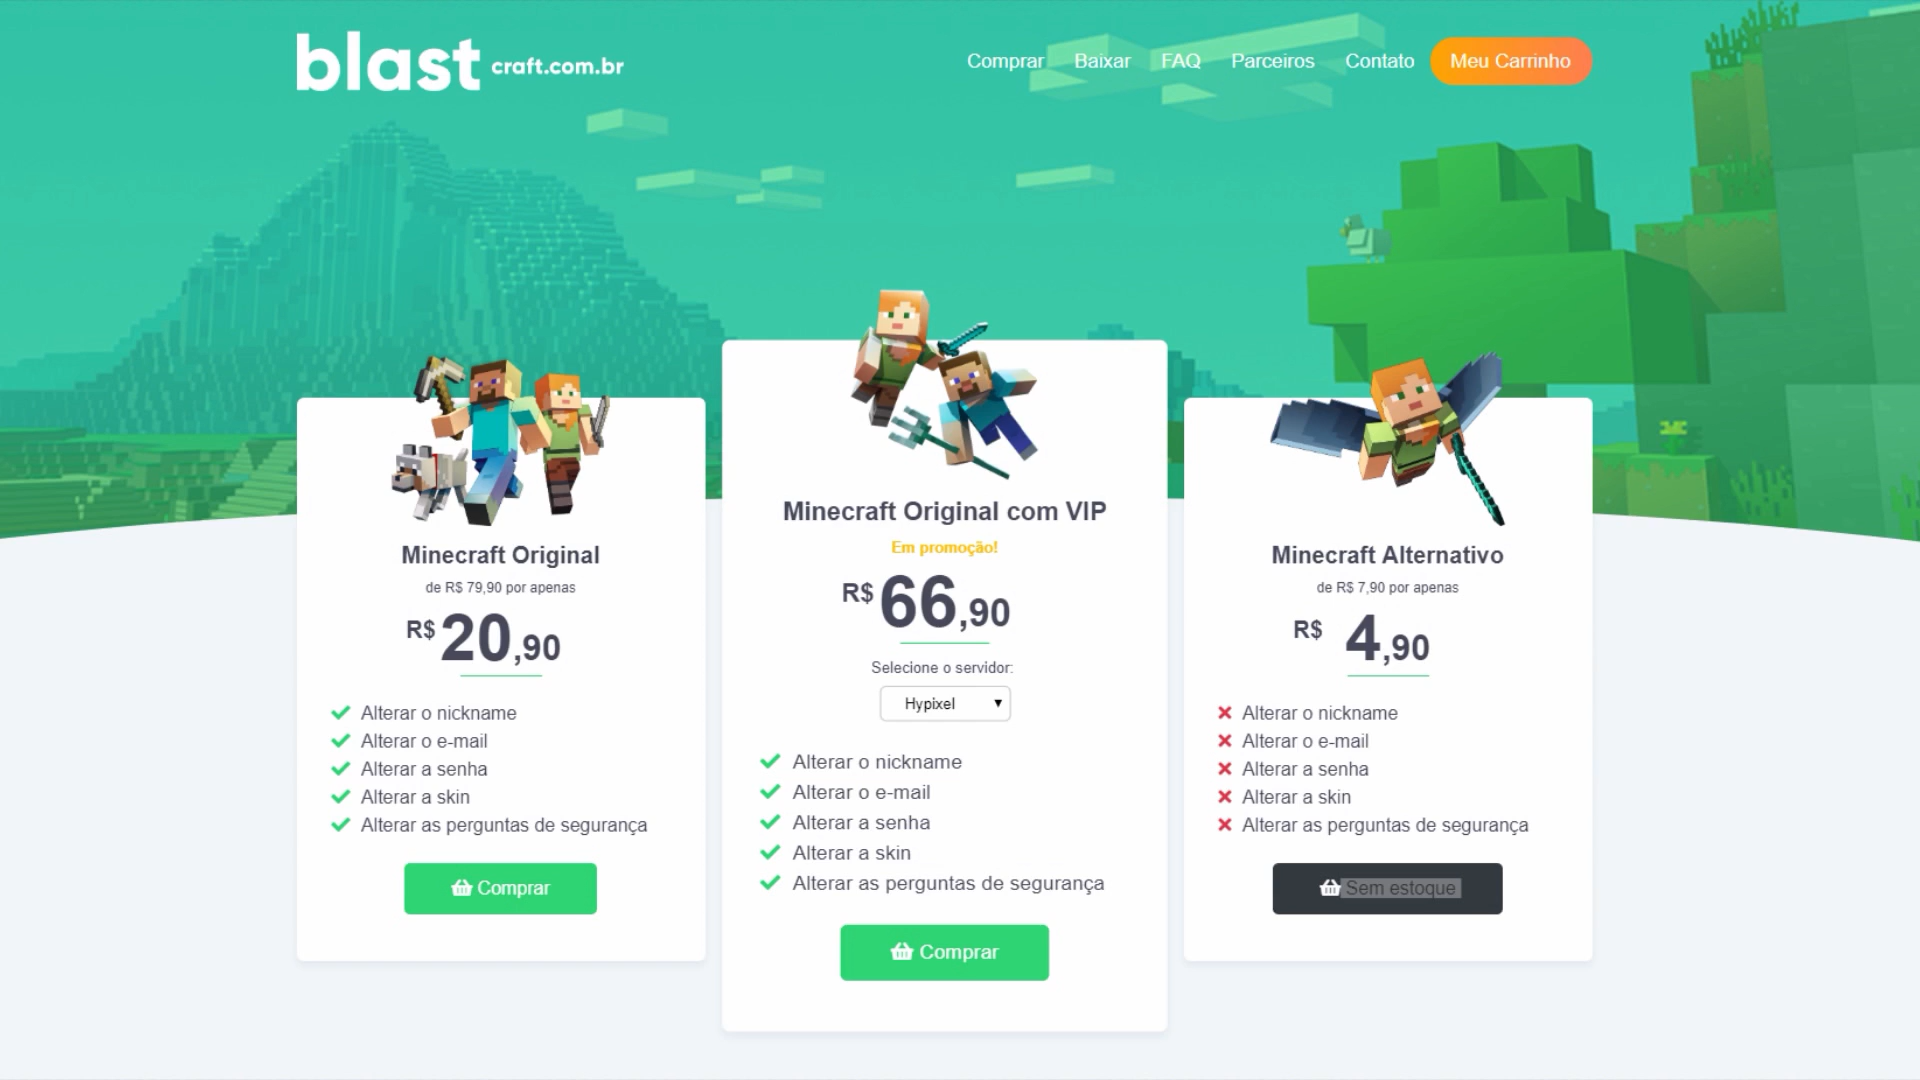 blast craft.com.br
Comprar Baixar FAQ Parceiros Contato Meu Carrinho
Minecraft Original
de R$ 79,90 por apenas
R$ 20,90
Alterar o nickname
Alterar o e-mail
Alterar a senha
Alterar a skin
Alterar as perguntas de segurança
Comprar
Minecraft Original com VIP
Em promoção!
R$ 66,90
Selecione o servidor:
Hypixel
Alterar o nickname
Alterar o e-mail
Alterar a senha
Alterar a skin
Alterar as perguntas de segurança
Comprar
Minecraft Alternativo
de R$ 7,90 por apenas
R$ 4,90
Alterar o nickname
Alterar o e-mail
Alterar a senha
Alterar a skin
Alterar as perguntas de segurança
Sem estoque